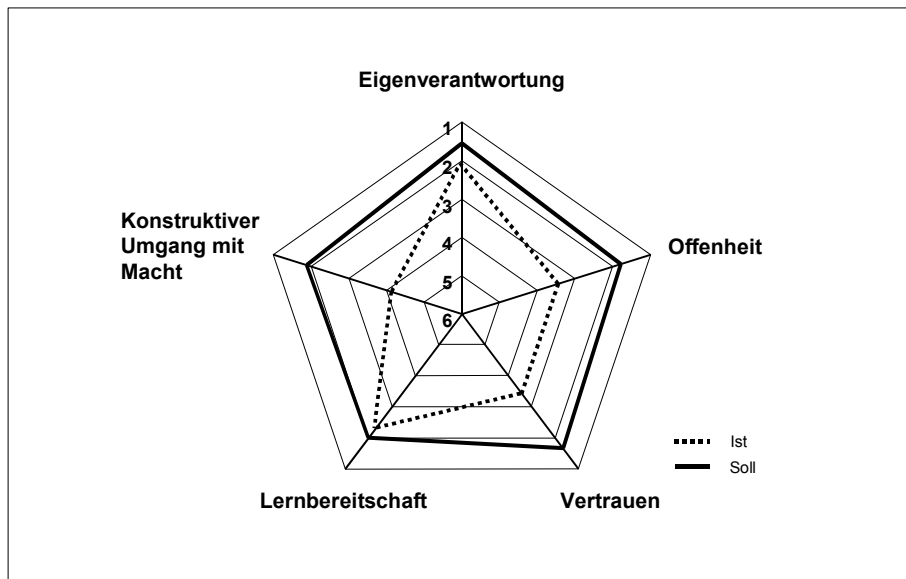 Eigenverantwortung
1
2
3
4
5
6
Konstruktiver
Umgang mit
Macht
Offenheit
Ist
Soll
Lernbereitschaft
Vertrauen